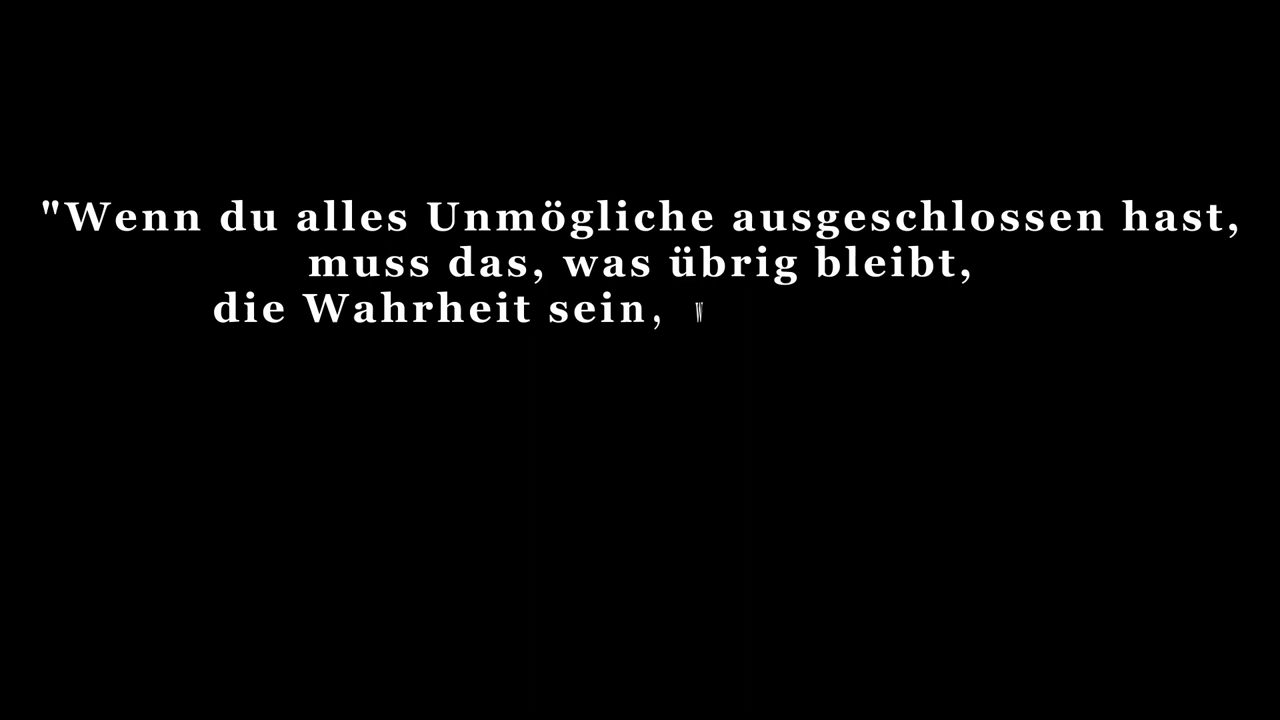 "Wenn du alles Unmögliche ausgeschlossen hast,
muss das, was übrig bleibt,
die Wahrheit sein, w